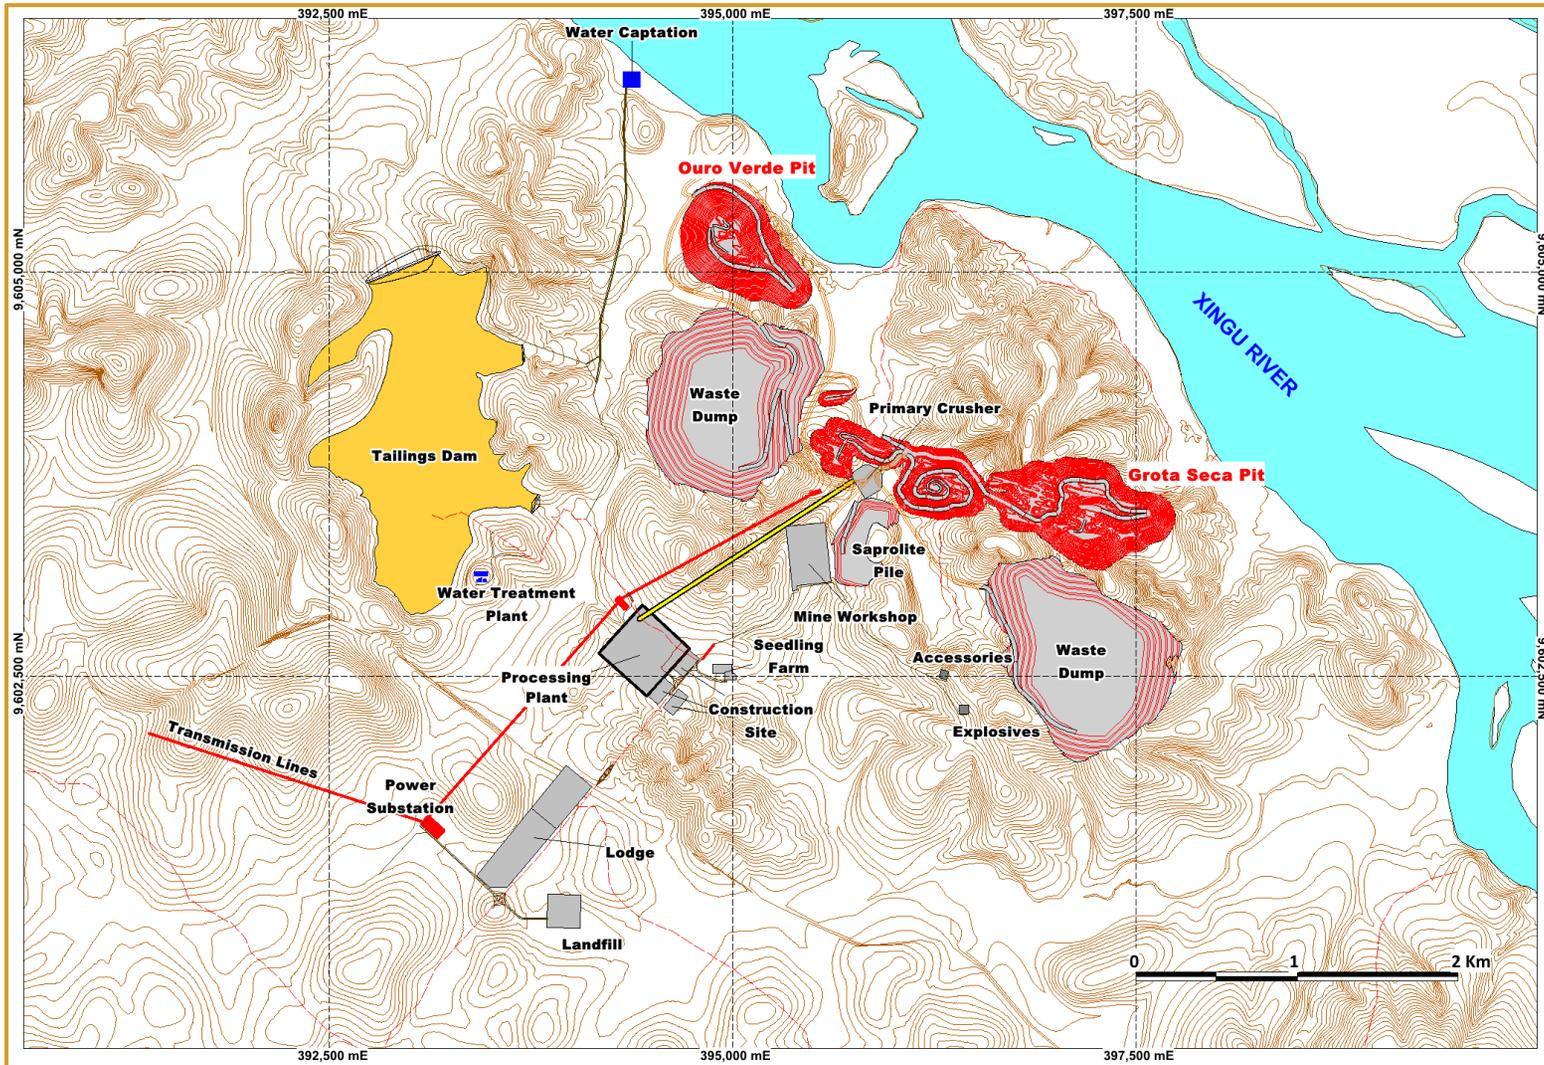 392,500 mE
395,000 mE
397,500 mE
Water Captation
Ouro Verde Pit
9,605,000 mN
9,605,000 mN
XINGU RIVER
Waste
Dump
Primary Crusher
Tailings Dam
Grota Seca Pit
Saprolite
Pile
Water Treatment
Plant
Mine Workshop
Seedling
Farm
Accessories
Waste
Dump
9,602,500 mN
9,602,500 mN
Processing
Plant
Construction
Site
Explosives
Transmission Lines
Power
Substation
Lodge
Landfill
0
1
2 Km
392,500 mE
395,000 mE
397,500 mE